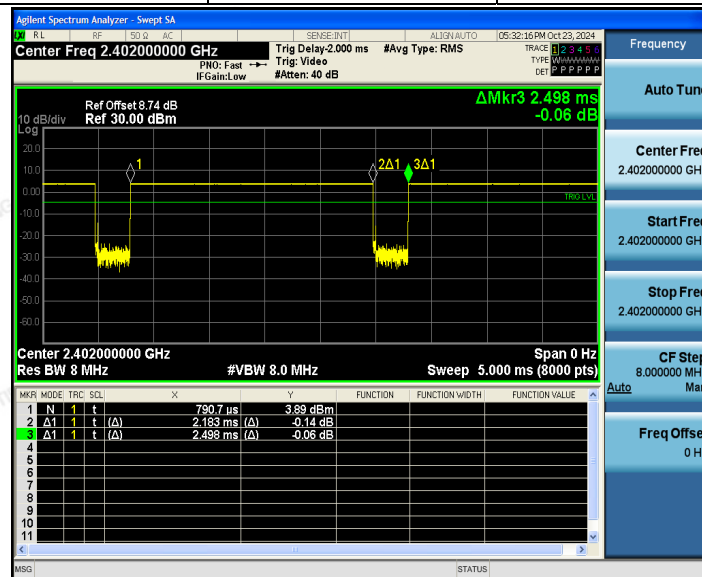 Agilent Spectrum Analyzer - Swept SA
LXI RL RF 50 Ω AC SENSE:INT ALIGN AUTO 05:32:16 PM Oct 23, 2024
Center Freq 2.402000000 GHz
PNO: Fast
IFGain:Low
Trig Delay-2.000 ms
Trig: Video
#Atten: 40 dB
#Avg Type: RMS
TRACE 1 2 3 4 5 6
TYPE
DET P P P P P P
Ref Offset 8.74 dB
Ref 30.00 dBm
ΔMkr3 2.498 ms
-0.06 dB
10 dB/div
Log
20.0
10.0
0.00
-10.0
-20.0
-30.0
-40.0
-50.0
-60.0
1
2Δ1
3Δ1
TRIG LVL
Center 2.402000000 GHz
Span 0 Hz
Res BW 8 MHz
#VBW 8.0 MHz
Sweep 5.000 ms (8000 pts)
MKR MODE TRC SCL X Y FUNCTION FUNCTION WIDTH FUNCTION VALUE
1 N 1 t 790.7 µs 3.89 dBm
2 Δ1 1 t (Δ) 2.183 ms (Δ) -0.14 dB
3 Δ1 1 t (Δ) 2.498 ms (Δ) -0.06 dB
4
5
6
7
8
9
10
11
MSG
STATUS
Frequency
Auto Tun
Center Fre
2.402000000 GH
Start Fre
2.402000000 GH
Stop Fre
2.402000000 GH
CF Step
8.000000 MH
Auto Ma
Freq Offse
0 H